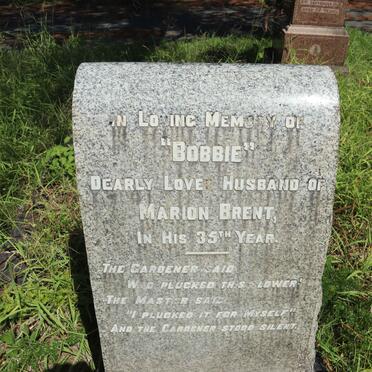 In Loving Memory of
"Bobbie"
Dearly Loved Husband of
Marion Brent,
In His 35th Year.
The Gardener said
Who plucked this flower
The Master said
"I plucked it for Myself"
And the Gardener stood silent.